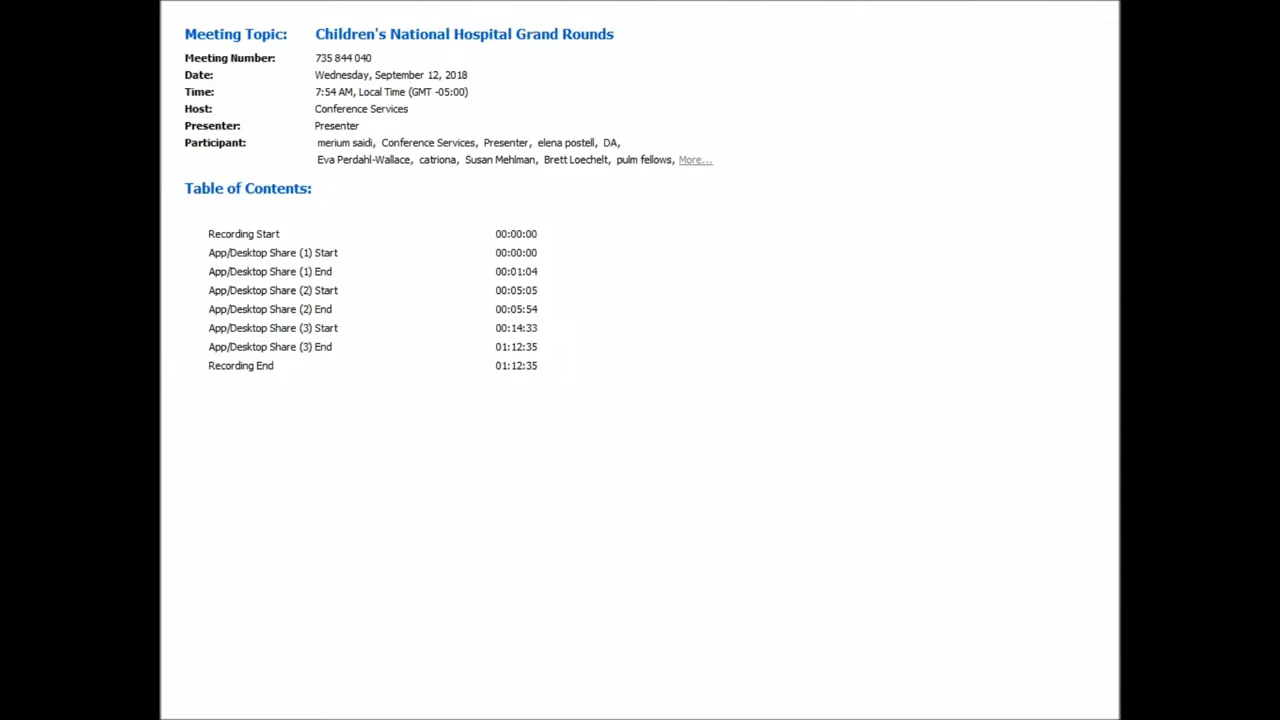 Meeting Topic: Children's National Hospital Grand Rounds
Meeting Number: 735 844 040
Date: Wednesday, September 12, 2018
Time: 7:54 AM, Local Time (GMT -05:00)
Host: Conference Services
Presenter: Presenter
Participant: merium saidi, Conference Services, Presenter, elena postell, DA,
Eva Perdahl-Wallace, catriona, Susan Mehlman, Brett Loechelt, pulm fellows, More...
Table of Contents:
Recording Start 00:00:00
App/Desktop Share (1) Start 00:00:00
App/Desktop Share (1) End 00:01:04
App/Desktop Share (2) Start 00:05:05
App/Desktop Share (2) End 00:05:54
App/Desktop Share (3) Start 00:14:33
App/Desktop Share (3) End 01:12:35
Recording End 01:12:35